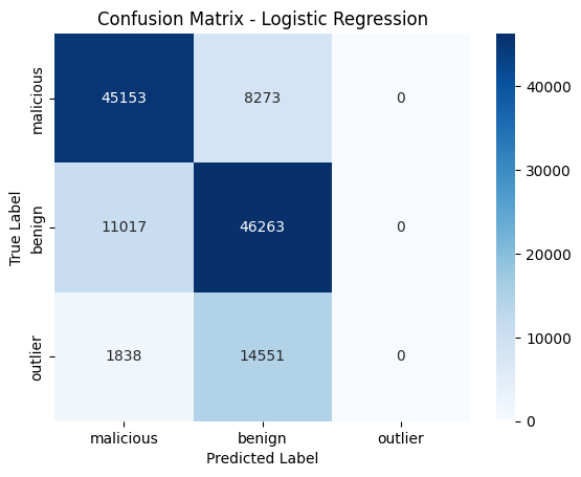 Confusion Matrix - Logistic Regression
True Label
malicious 45153 8273 0
benign 11017 46263 0
outlier 1838 14551 0
malicious benign outlier
Predicted Label
40000
30000
20000
10000
0